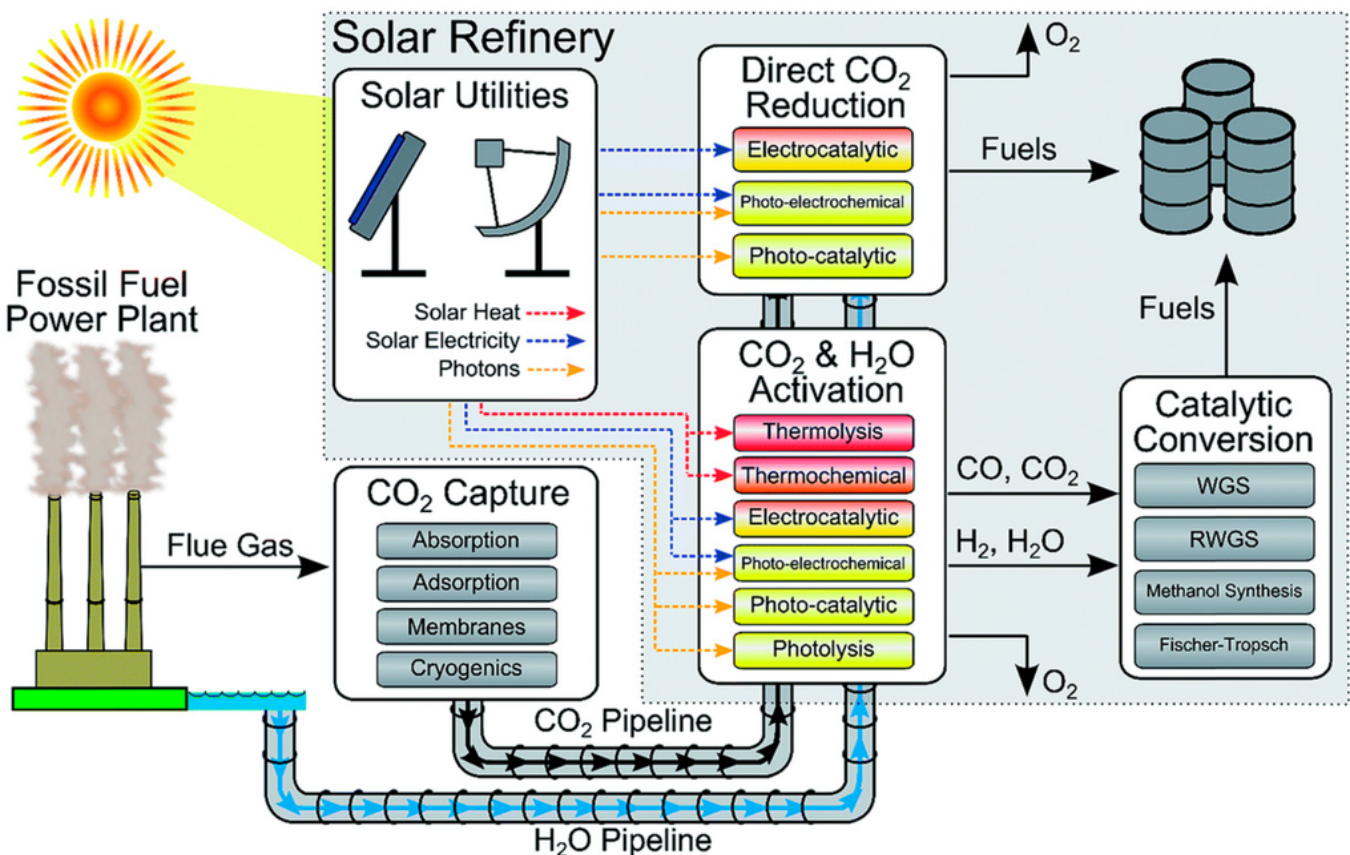 Solar Refinery
Solar Utilities
Solar Heat
Solar Electricity
Photons
Direct CO₂
Reduction
Electrocatalytic
Photo-electrochemical
Photo-catalytic
O₂
Fuels
Fossil Fuel
Power Plant
Flue Gas
CO₂ Capture
Absorption
Adsorption
Membranes
Cryogenics
CO₂ & H₂O
Activation
Thermolysis
Thermochemical
Electrocatalytic
Photo-electrochemical
Photo-catalytic
Photolysis
CO, CO₂
H₂, H₂O
O₂
Fuels
Catalytic
Conversion
WGS
RWGS
Methanol Synthesis
Fischer-Tropsch
CO₂ Pipeline
H₂O Pipeline